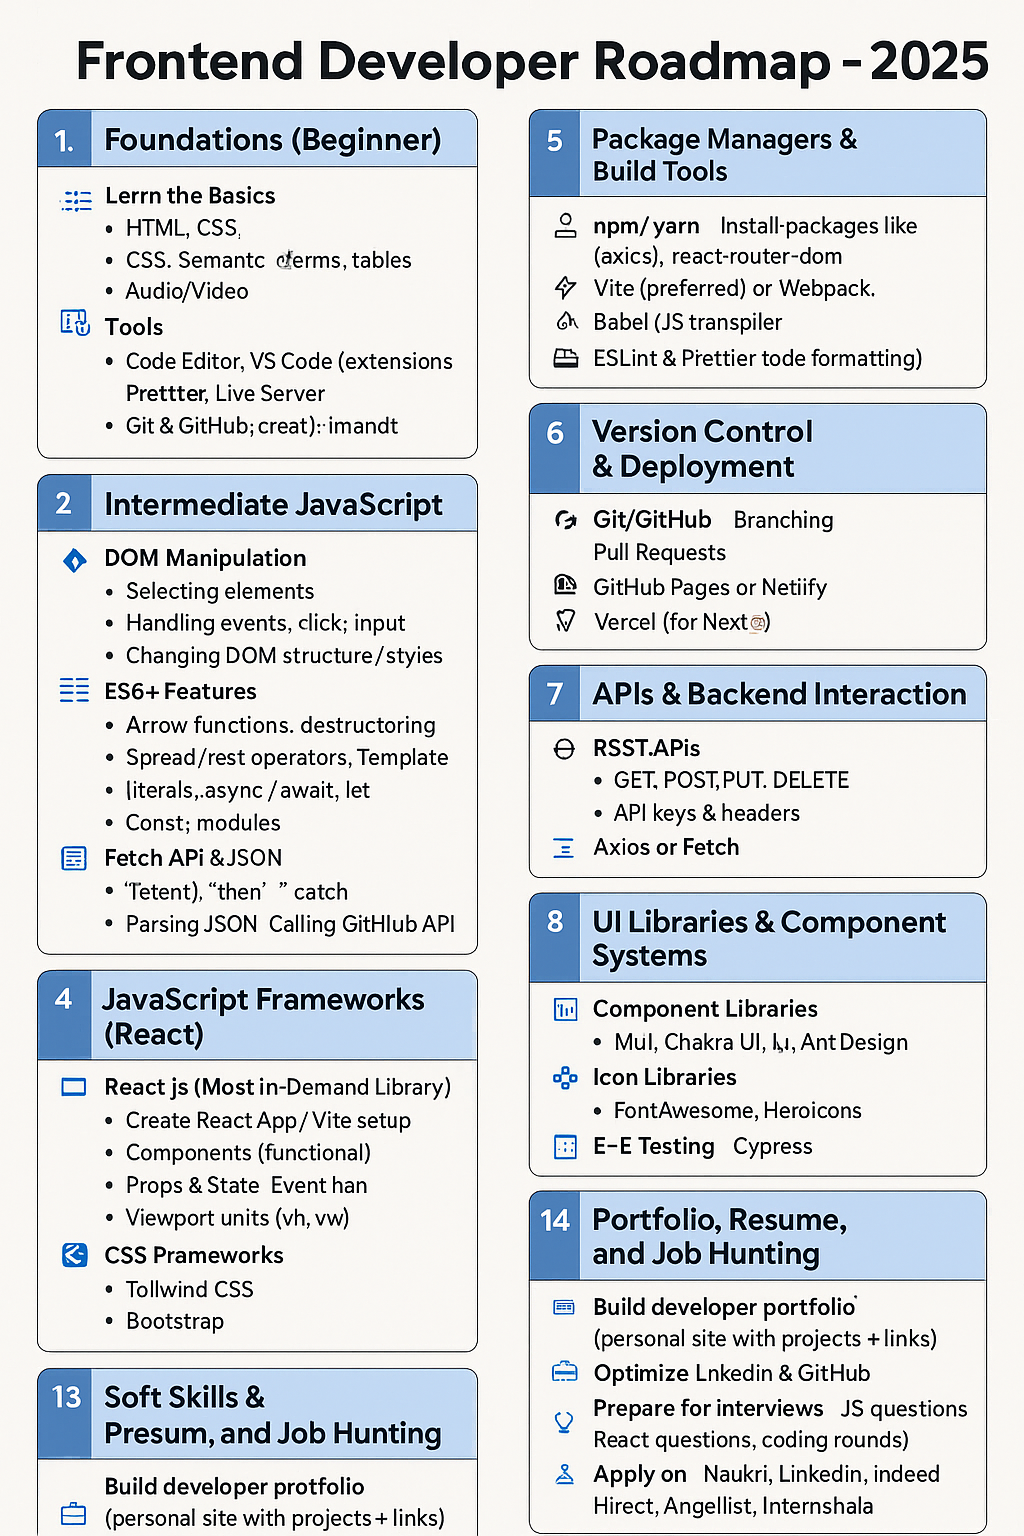 Frontend Developer Roadmap - 2025
1. Foundations (Beginner)
Lerrn the Basics
• HTML, CSS,
• CSS. Semantc tables
• Audio/Video
Tools
• Code Editor, VS Code (extensions
Prettter, Live Server
• Git & GitHub; creat):·imandt
2 Intermediate JavaScript
DOM Manipulation
• Selecting elements
• Handling events, click; input
• Changing DOM structure/styies
ES6+ Features
• Arrow functions. destructoring
• Spread/rest operators, Template
• literals,.async / await, let
• Const; modules
Fetch APi &JSON
• 'Tetent), “then’ ” catch
• Parsing JSON Calling GitHIub API
4 JavaScript Frameworks
(React)
React js (Most in-Demand Library)
• Create React App / Vite setup
• Components (functional)
• Props & State Event han
• Viewport units (vh, vw)
CSS Prameworks
• Tollwind CSS
• Bootstrap
13 Soft Skills &
Presum, and Job Hunting
Build developer protfolio
(personal site with projects + links)
5 Package Managers &
Build Tools
npm/ yarn Install-packages like
(axics), react-router-dom
Vite (preferred) or Webpack.
Babel (JS transpiler
ESLint & Prettier tode formatting)
6 Version Control
& Deployment
Git/GitHub Branching
Pull Requests
GitHub Pages or Netiify
Vercel (for Next )
7 APIs & Backend Interaction
RSST.APis
• GET, POST, PUT. DELETE
• API keys & headers
Axios or Fetch
8 UI Libraries & Component
Systems
Component Libraries
• MuI, Chakra UI, Ant Design
Icon Libraries
• FontAwesome, Heroicons
E–E Testing Cypress
14 Portfolio, Resume,
and Job Hunting
Build developer portfolio
(personal site with projects + links)
Optimize Lnkedin & GitHub
Prepare for interviews JS questions
React questions, coding rounds)
Apply on Naukri, Linkedin, indeed
Hirect, Angellist, Internshala